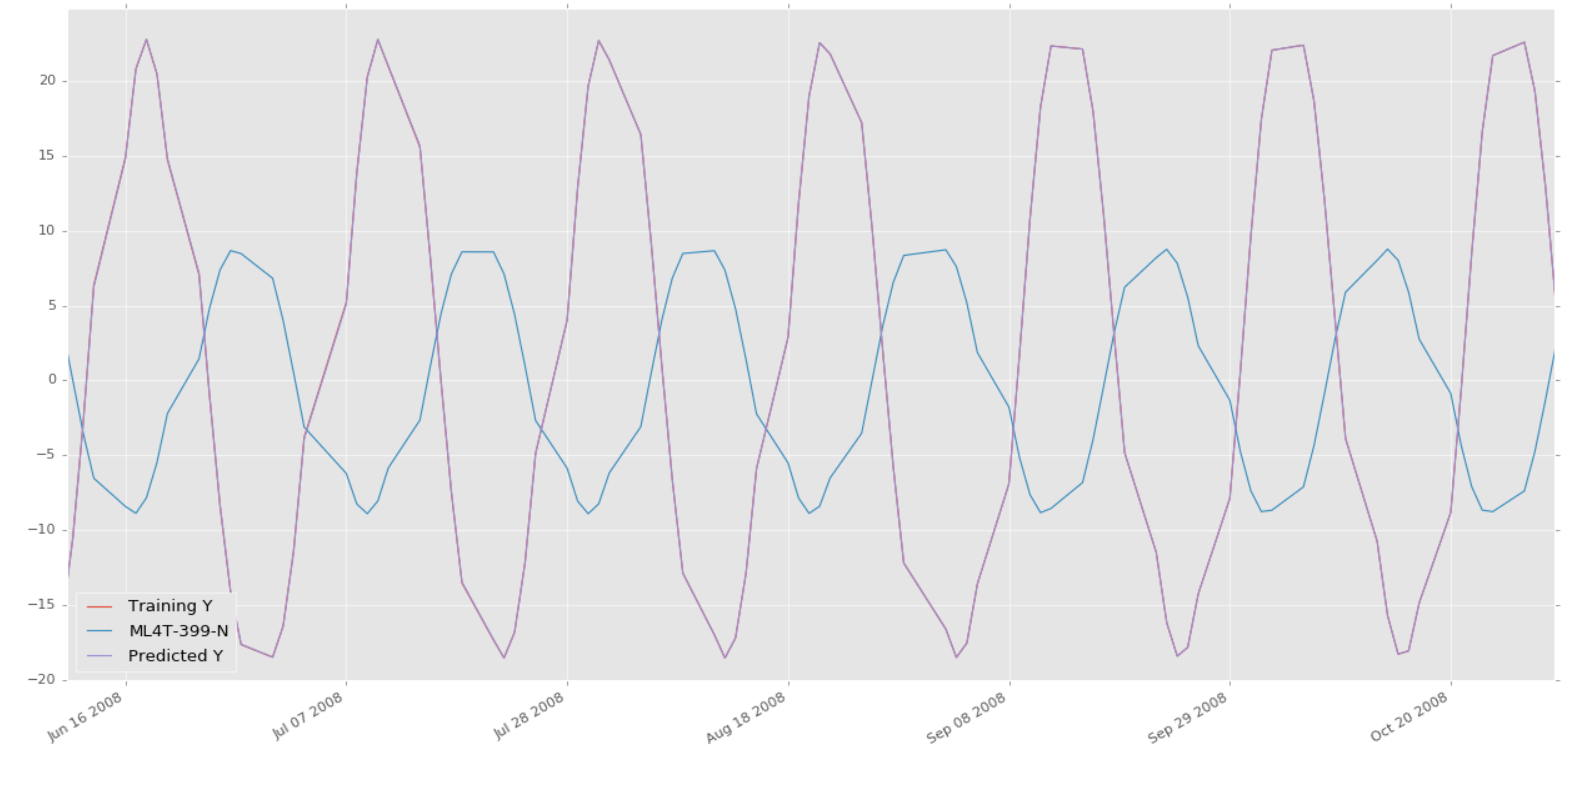 20
15
10
5
0
−5
−10
−15
−20
Training Y
ML4T-399-N
Predicted Y
Jun 16 2008
Jul 07 2008
Jul 28 2008
Aug 18 2008
Sep 08 2008
Sep 29 2008
Oct 20 2008